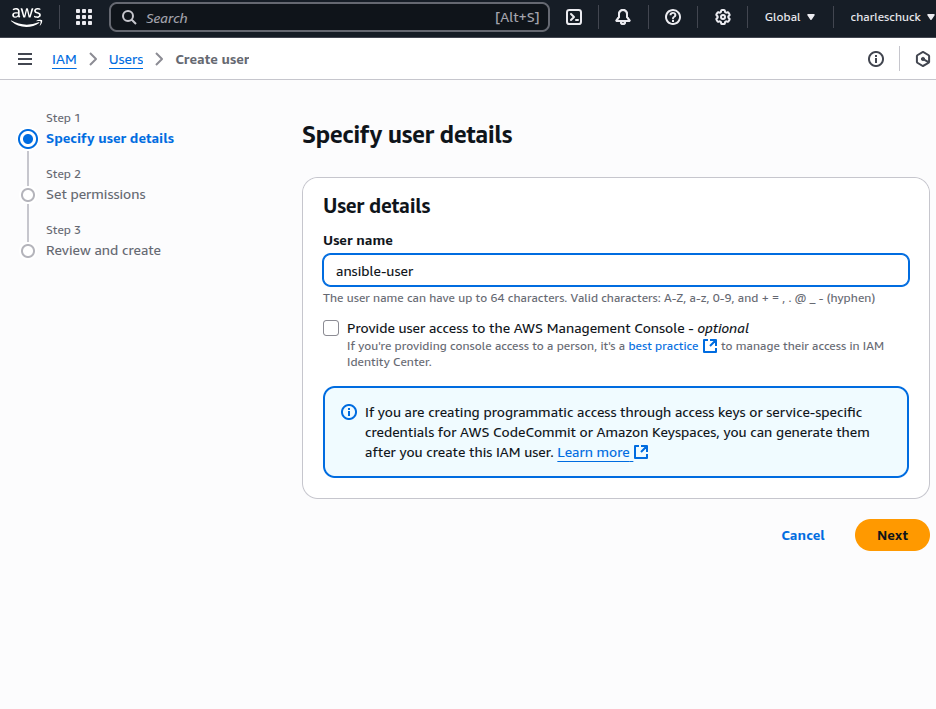 aws
Search
[Alt+S]
Global
charleschuck
IAM
Users
Create user
Step 1
Specify user details
Step 2
Set permissions
Step 3
Review and create
Specify user details
User details
User name
ansible-user
The user name can have up to 64 characters. Valid characters: A-Z, a-z, 0-9, and + = , . @ _ - (hyphen)
Provide user access to the AWS Management Console - optional
If you're providing console access to a person, it's a best practice to manage their access in IAM
Identity Center.
If you are creating programmatic access through access keys or service-specific
credentials for AWS CodeCommit or Amazon Keyspaces, you can generate them
after you create this IAM user. Learn more
Cancel
Next